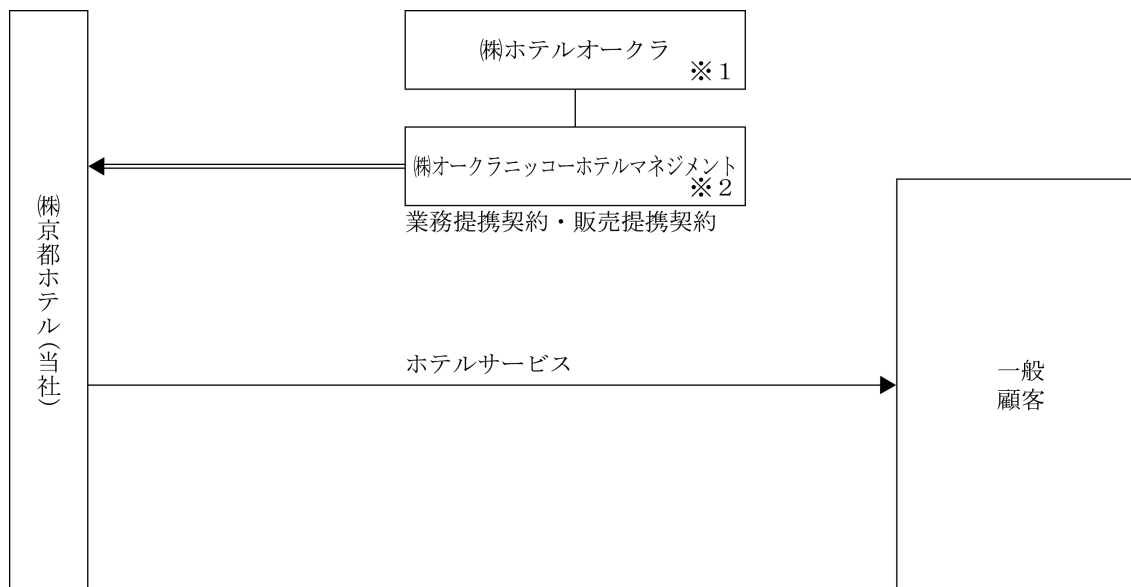 ㈱ホテルオークラ
※1
㈱オークラニッコーホテルマネジメント
※2
業務提携契約・販売提携契約
㈱京都ホテル(当社)
ホテルサービス
一般
顧客